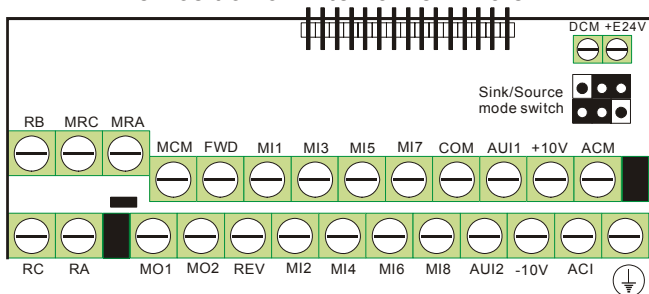 DCM +E24V
Sink/Source
mode switch
RB MRC MRA
MCM FWD MI1 MI3 MI5 MI7 COM AUI1 +10V ACM
RC RA MO1 MO2 REV MI2 MI4 MI6 MI8 AUI2 -10V ACI